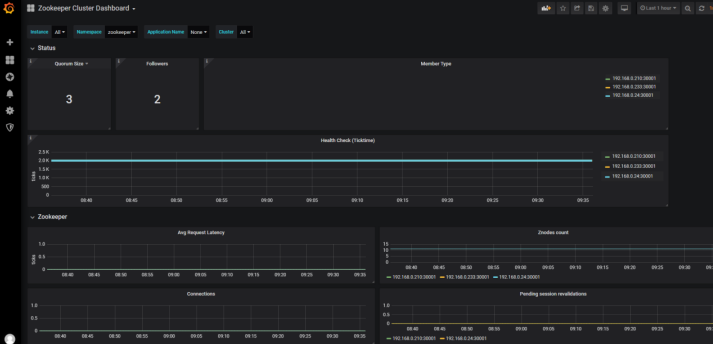 Zookeeper Cluster Dashboard
Last 1 hour
Instance All Namespace zookeeper Application Name None Cluster All
Status
Quorum Size
3
Followers
2
Member Type
192.168.0.210:30001
192.168.0.233:30001
192.168.0.24:30001
Health Check (Ticktime)
ticks
2.5 K
2.0 K
1.5 K
1.0 K
500
0
08:40 08:45 08:50 08:55 09:00 09:05 09:10 09:15 09:20 09:25 09:30 09:35
192.168.0.210:30001
192.168.0.233:30001
192.168.0.24:30001
Zookeeper
Avg Request Latency
ticks
1.0
0.5
0
08:40 08:45 08:50 08:55 09:00 09:05 09:10 09:15 09:20 09:25 09:30 09:35
Znodes count
15
10
5
0
08:40 08:45 08:50 08:55 09:00 09:05 09:10 09:15 09:20 09:25 09:30
192.168.0.210:30001 192.168.0.233:30001 192.168.0.24:30001
Connections
1.0
0.5
0
08:40 08:45 08:50 08:55 09:00 09:05 09:10 09:15 09:20 09:25 09:30 09:35
Pending session revalidations
1.0
0.5
0
08:40 08:45 08:50 08:55 09:00 09:05 09:10 09:15 09:20 09:25 09:30
192.168.0.210:30001 192.168.0.24:30001